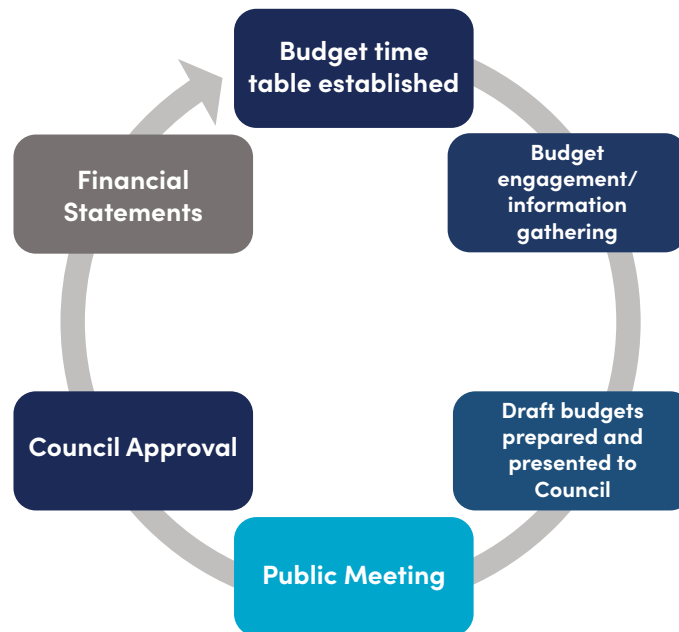 Budget time
table established
Budget
engagement/
information
gathering
Draft budgets
prepared and
presented to
Council
Public Meeting
Council Approval
Financial
Statements